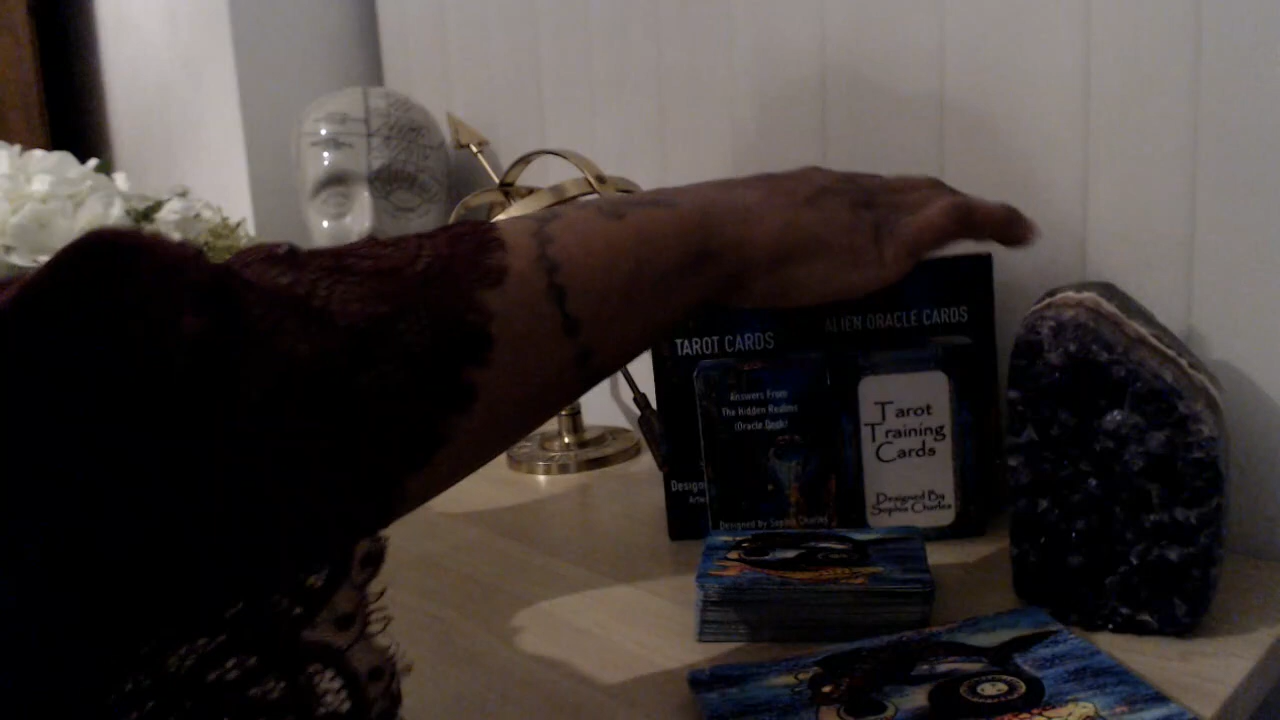 TAROT CARDS
ALIEN ORACLE CARDS
Answers From
The Hidden Realms
(Oracle Deck)
Tarot
Training
Cards
Designed By
Sophia Charles
Designed by Sophia Charles